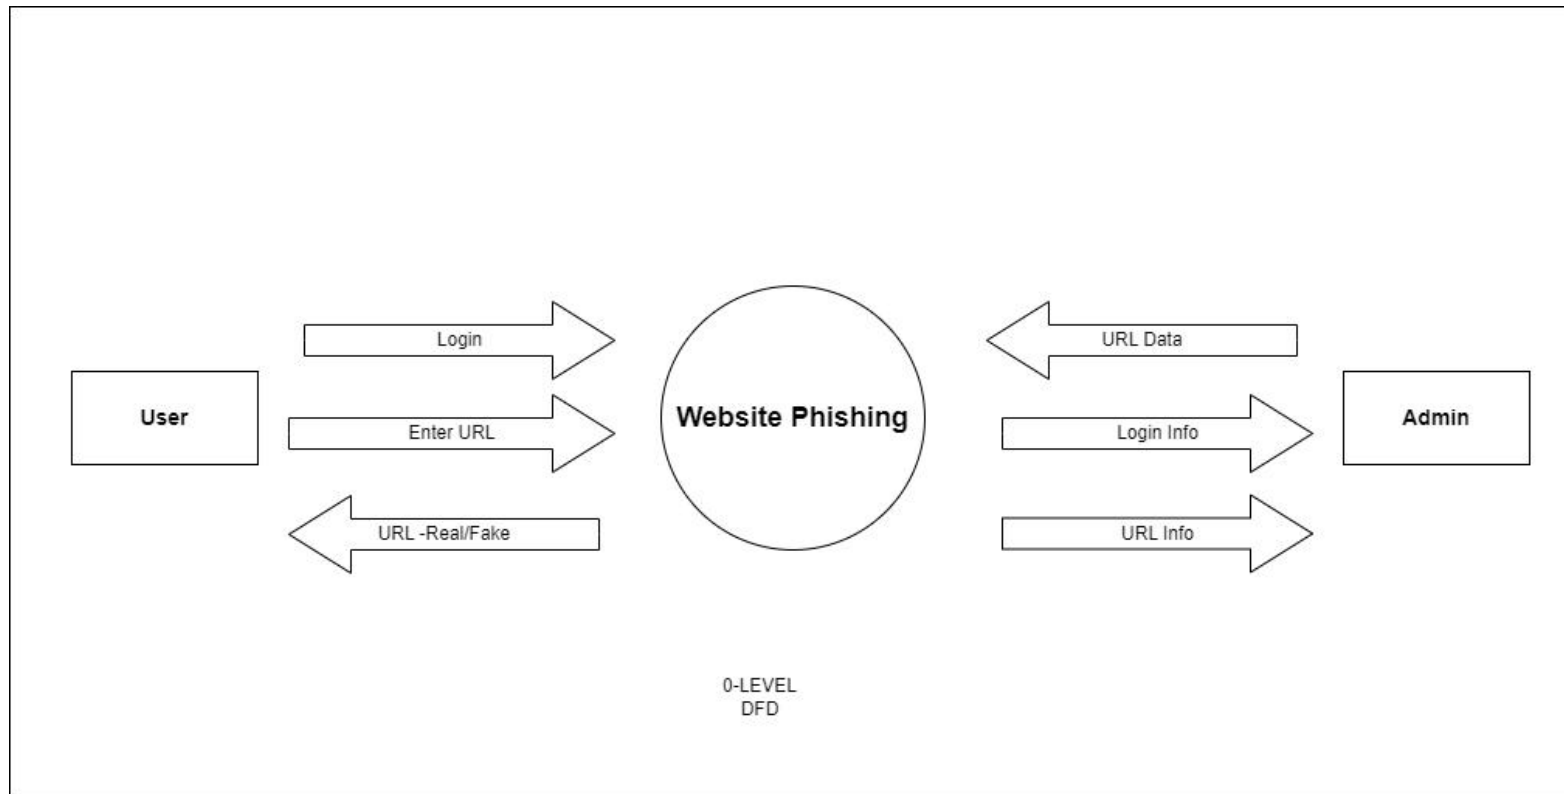 Login
URL Data
User
Website Phishing
Admin
Enter URL
Login Info
URL -Real/Fake
URL Info
0-LEVEL
DFD